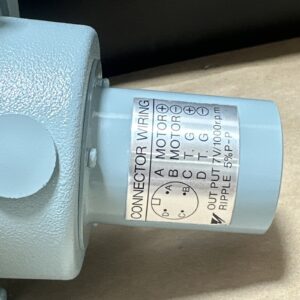 CONNECTOR WIRING
A MOTOR ⊕
B MOTOR ⊖
C T. G ⊕
D T. G ⊖
A
B
C
D
OUTPUT 7V/1000rpm
RIPPLE 5%P-P